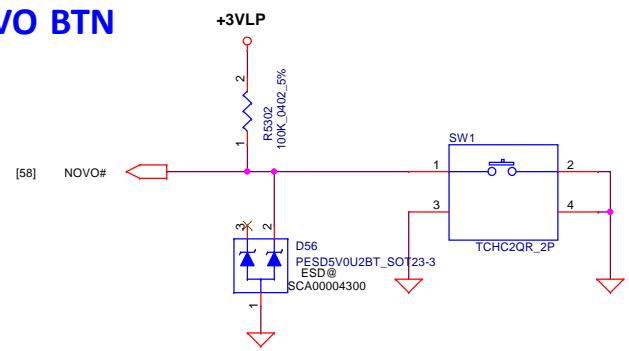 VO BTN
+3VLP
2
R5302
100K_0402_5%
1
[58] NOVO#
SW1
1
2
3
4
TCHC2QR_2P
3
2
D56
PESD5V0U2BT_SOT23-3
ESD@
SCA00004300
1